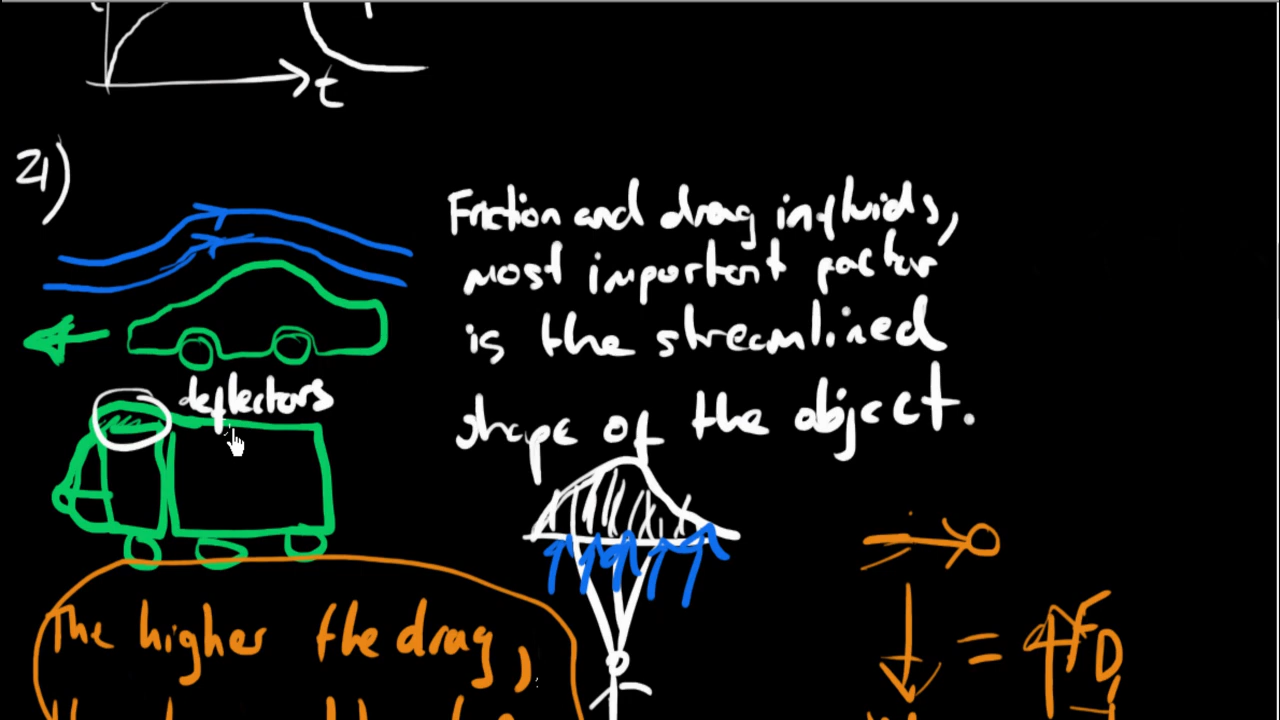 t
21)
Friction and drag in fluids,
most important factor
is the streamlined
shape of the object.
deflectors
The higher the drag,
=